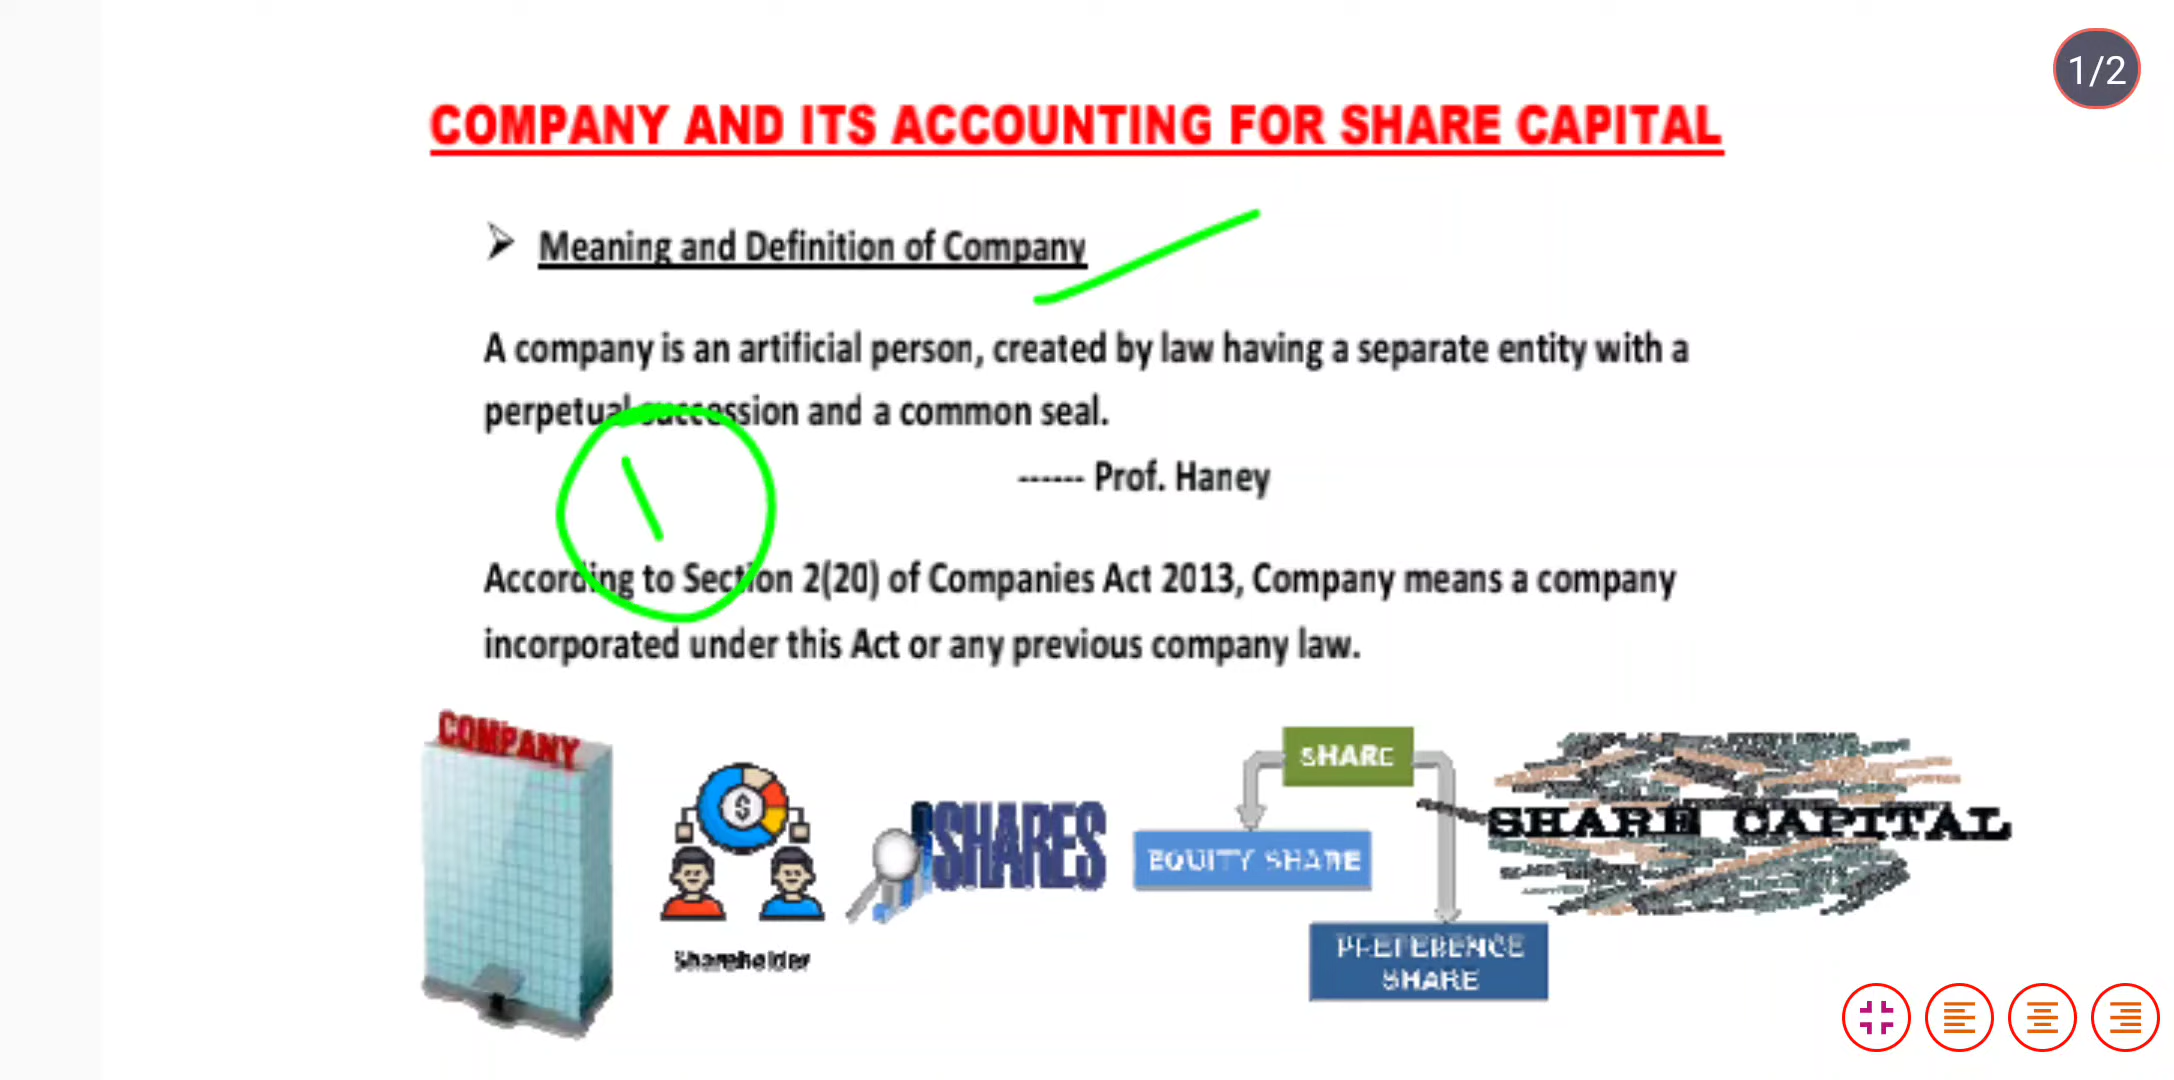 1/2
COMPANY AND ITS ACCOUNTING FOR SHARE CAPITAL
➤ Meaning and Definition of Company
A company is an artificial person, created by law having a separate entity with a
perpetual succession and a common seal.
------ Prof. Haney
According to Section 2(20) of Companies Act 2013, Company means a company
incorporated under this Act or any previous company law.
COMPANY
$
Shareholder
SHARES
SHARE
EQUITY SHARE
PREFERENCE
SHARE
SHARE CAPITAL